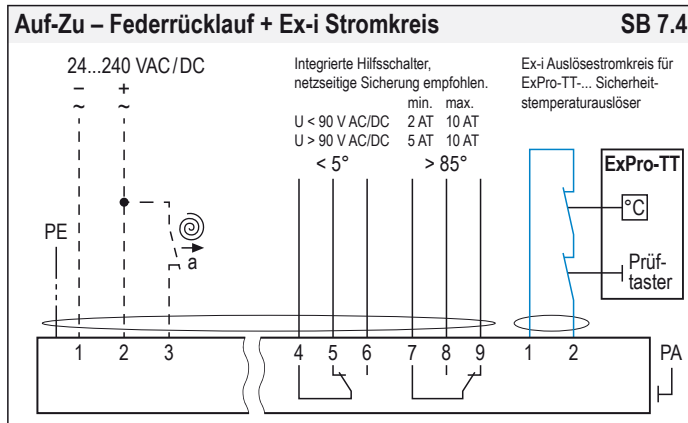 Auf-Zu – Federrücklauf + Ex-i Stromkreis SB 7.4
24...240 VAC/DC
– +
~ ~
Integrierte Hilfsschalter,
netzseitige Sicherung empfohlen.
min. max.
U < 90 V AC/DC 2 AT 10 AT
U > 90 V AC/DC 5 AT 10 AT
< 5° > 85°
Ex-i Auslösestromkreis für
ExPro-TT-... Sicherheit-
stemperaturauslöser
ExPro-TT
°C
Prüf-
taster
PE
a
1 2 3 4 5 6 7 8 9 1 2 PA